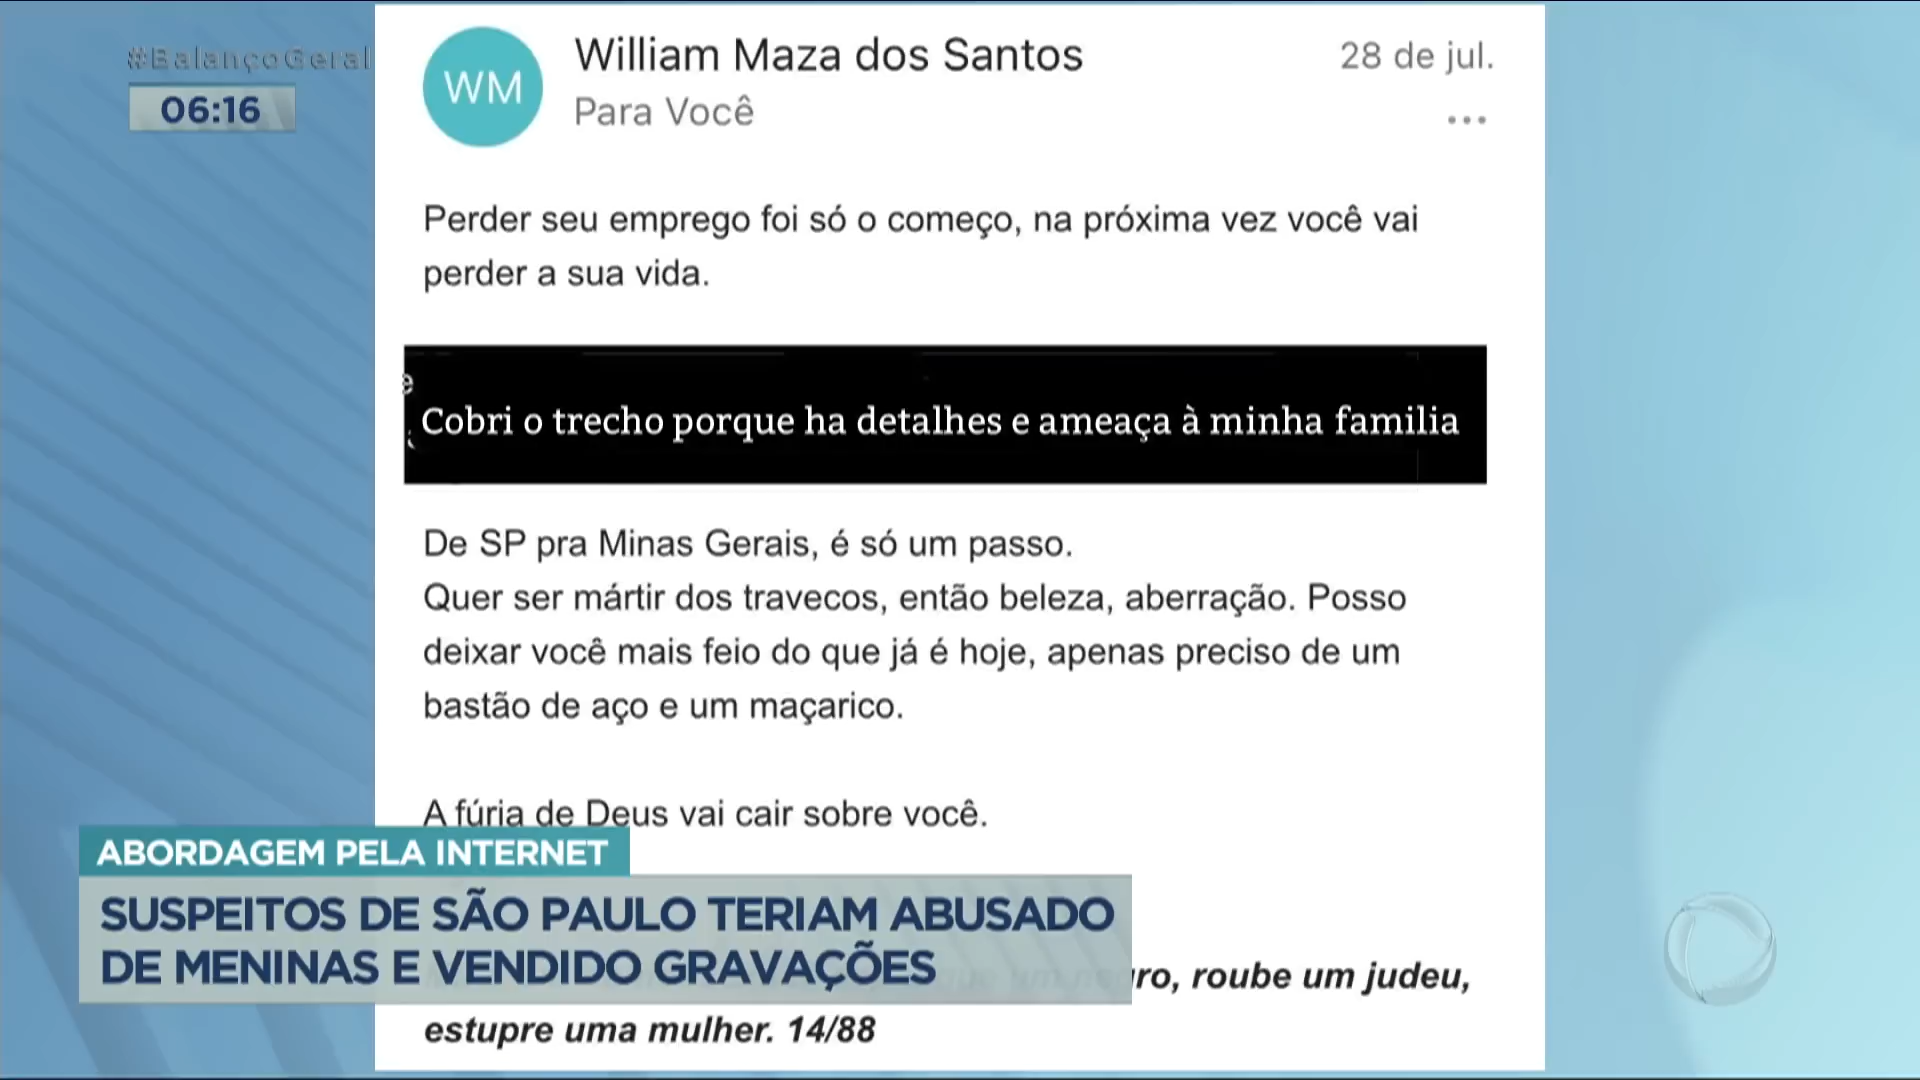 #BalançoGeral
06:16
WM
William Maza dos Santos
28 de jul.
Para Você
...
Perder seu emprego foi só o começo, na próxima vez você vai
perder a sua vida.
Cobri o trecho porque ha detalhes e ameaça à minha familia
De SP pra Minas Gerais, é só um passo.
Quer ser mártir dos travecos, então beleza, aberração. Posso
deixar você mais feio do que já é hoje, apenas preciso de um
bastão de aço e um maçarico.
A fúria de Deus vai cair sobre você.
ABORDAGEM PELA INTERNET
SUSPEITOS DE SÃO PAULO TERIAM ABUSADO
DE MENINAS E VENDIDO GRAVAÇÕES
roube um judeu,
estupre uma mulher. 14/88